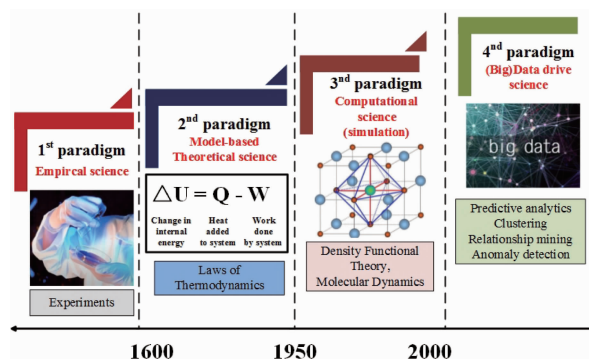 1st paradigm
Empircal science
Experiments
2nd paradigm
Model-based
Theoretical science
△U = Q - W
Change in
internal
energy
Heat
added
to system
Work
done
by system
Laws of
Thermodynamics
3nd paradigm
Computational
science
(simulation)
Density Functional
Theory,
Molecular Dynamics
4nd paradigm
(Big)Data drive
science
big data
Predictive analytics
Clustering
Relationship mining
Anomaly detection
1600
1950
2000